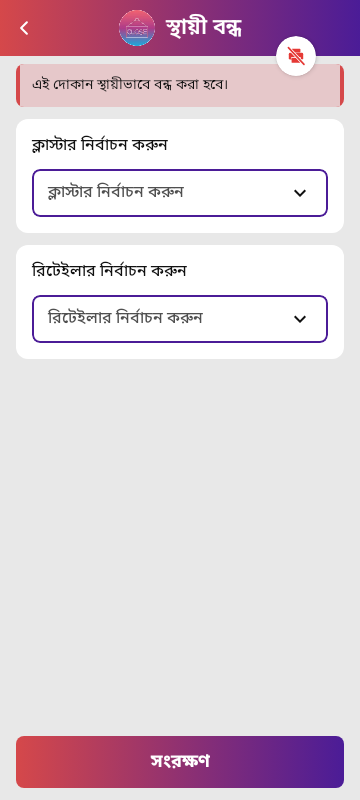 স্থায়ী বন্ধ
এই দোকান স্থায়ীভাবে বন্ধ করা হবে।
ক্লাস্টার নির্বাচন করুন
ক্লাস্টার নির্বাচন করুন
রিটেইলার নির্বাচন করুন
রিটেইলার নির্বাচন করুন
সংরক্ষণ